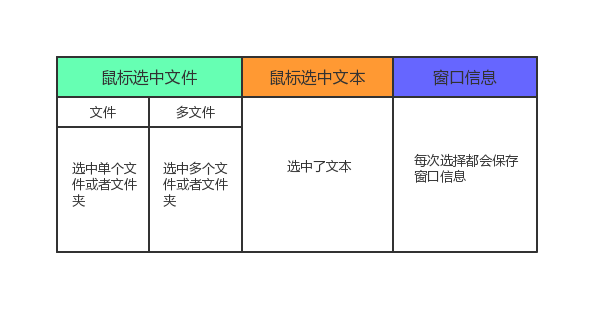 鼠标选中文件
鼠标选中文本
窗口信息
文件
多文件
选中单个文
件或者文件
夹
选中多个文
件或者文件
夹
选中了文本
每次选择都会保存
窗口信息